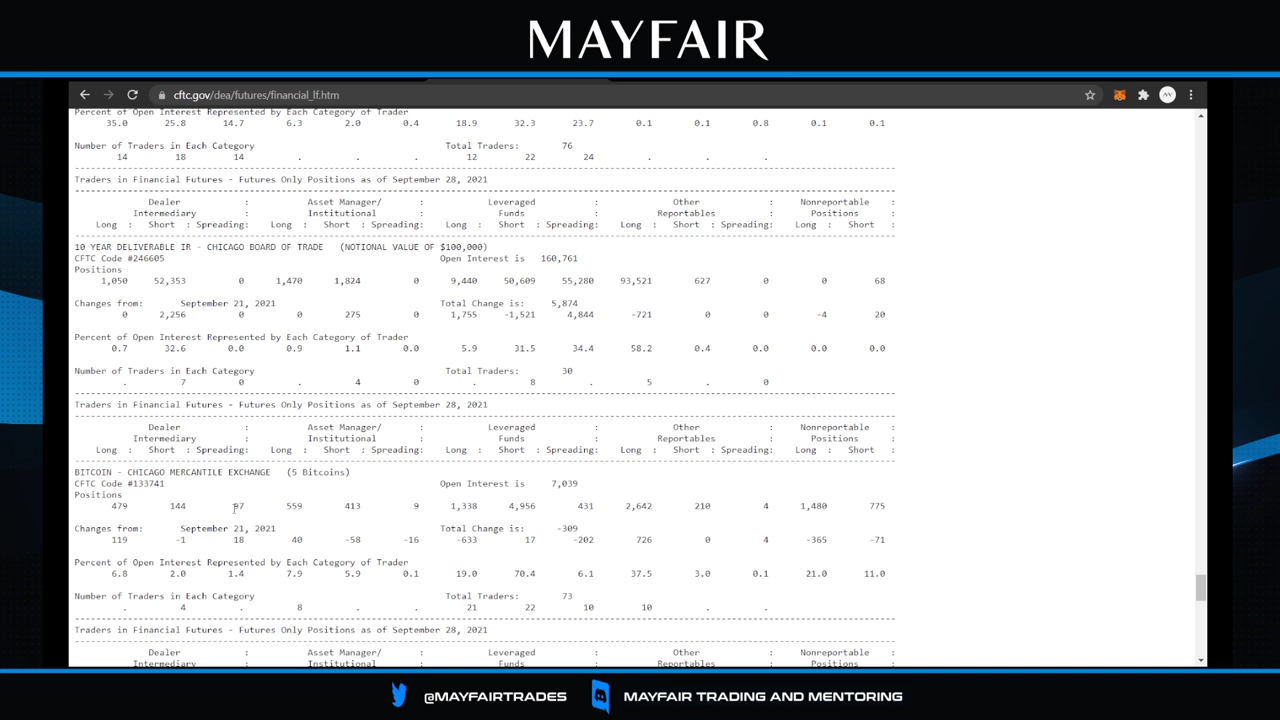 MAYFAIR
cftc.gov/dea/futures/financial_lf.htm
Percent of Open Interest Represented by Each Category of Trader
35.0 25.8 14.7 6.3 2.0 0.4 18.9 32.3 23.7 0.1 0.1 0.8 0.1 0.1
Number of Traders in Each Category Total Traders: 76
14 18 14 . . . 12 22 24 . . .
Traders in Financial Futures - Futures Only Positions as of September 28, 2021
Dealer : Asset Manager/ : Leveraged : Other : Nonreportable :
Intermediary : Institutional : Funds : Reportables : Positions :
Long : Short : Spreading: Long : Short : Spreading: Long : Short : Spreading: Long : Short : Spreading: Long : Short :
10 YEAR DELIVERABLE IR - CHICAGO BOARD OF TRADE (NOTIONAL VALUE OF $100,000)
CFTC Code #246605 Open Interest is 160,761
Positions
1,050 52,353 0 1,470 1,824 0 9,440 50,609 55,280 93,521 627 0 0 68
Changes from: September 21, 2021 Total Change is: 5,874
0 2,256 0 0 275 0 1,755 -1,521 4,844 -721 0 0 -4 20
Percent of Open Interest Represented by Each Category of Trader
0.7 32.6 0.0 0.9 1.1 0.0 5.9 31.5 34.4 58.2 0.4 0.0 0.0 0.0
Number of Traders in Each Category Total Traders: 30
. 7 0 . 4 0 . 8 . 5 . 0
Traders in Financial Futures - Futures Only Positions as of September 28, 2021
Dealer : Asset Manager/ : Leveraged : Other : Nonreportable :
Intermediary : Institutional : Funds : Reportables : Positions :
Long : Short : Spreading: Long : Short : Spreading: Long : Short : Spreading: Long : Short : Spreading: Long : Short :
BITCOIN - CHICAGO MERCANTILE EXCHANGE (5 Bitcoins)
CFTC Code #133741 Open Interest is 7,039
Positions
479 144 97 559 413 9 1,338 4,956 431 2,642 210 4 1,480 775
Changes from: September 21, 2021 Total Change is: -309
119 -1 18 40 -58 -16 -633 17 -202 726 0 4 -365 -71
Percent of Open Interest Represented by Each Category of Trader
6.8 2.0 1.4 7.9 5.9 0.1 19.0 70.4 6.1 37.5 3.0 0.1 21.0 11.0
Number of Traders in Each Category Total Traders: 73
. 4 . 8 . . 21 22 10 10 . .
Traders in Financial Futures - Futures Only Positions as of September 28, 2021
Dealer : Asset Manager/ : Leveraged : Other : Nonreportable :
Intermediary : Institutional : Funds : Reportables : Positions :
@MAYFAIRTRADES MAYFAIR TRADING AND MENTORING